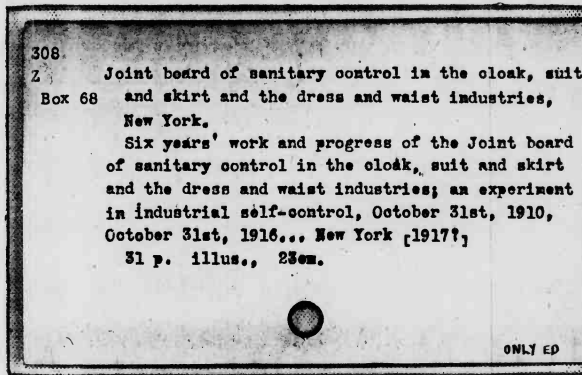 308
Z Joint board of sanitary control in the cloak, suit
Box 68 and skirt and the dress and waist industries,
New York.
Six years' work and progress of the Joint board
of sanitary control in the cloak, suit and skirt
and the dress and waist industries; an experiment
in industrial self-control, October 31st, 1910,
October 31st, 1916... New York [1917?]
31 p. illus., 23cm.
ONLY ED